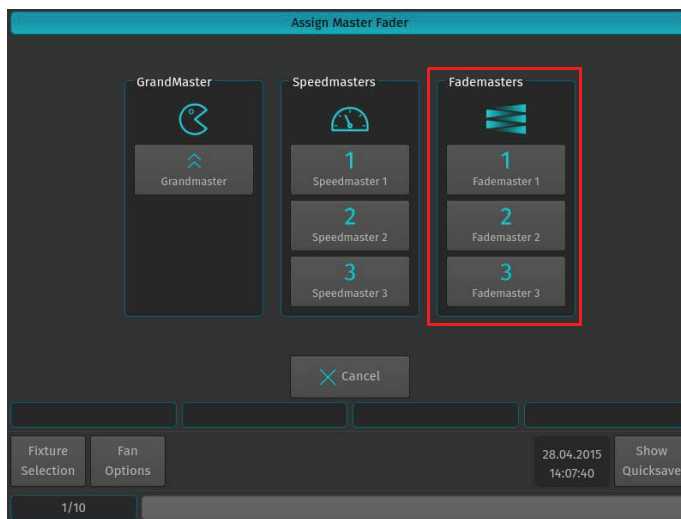 Assign Master Fader
GrandMaster
Grandmaster
Speedmasters
1
Speedmaster 1
2
Speedmaster 2
3
Speedmaster 3
Fademasters
1
Fademaster 1
2
Fademaster 2
3
Fademaster 3
Cancel
Fixture
Selection
Fan
Options
28.04.2015
14:07:40
Show
Quicksave
1/10